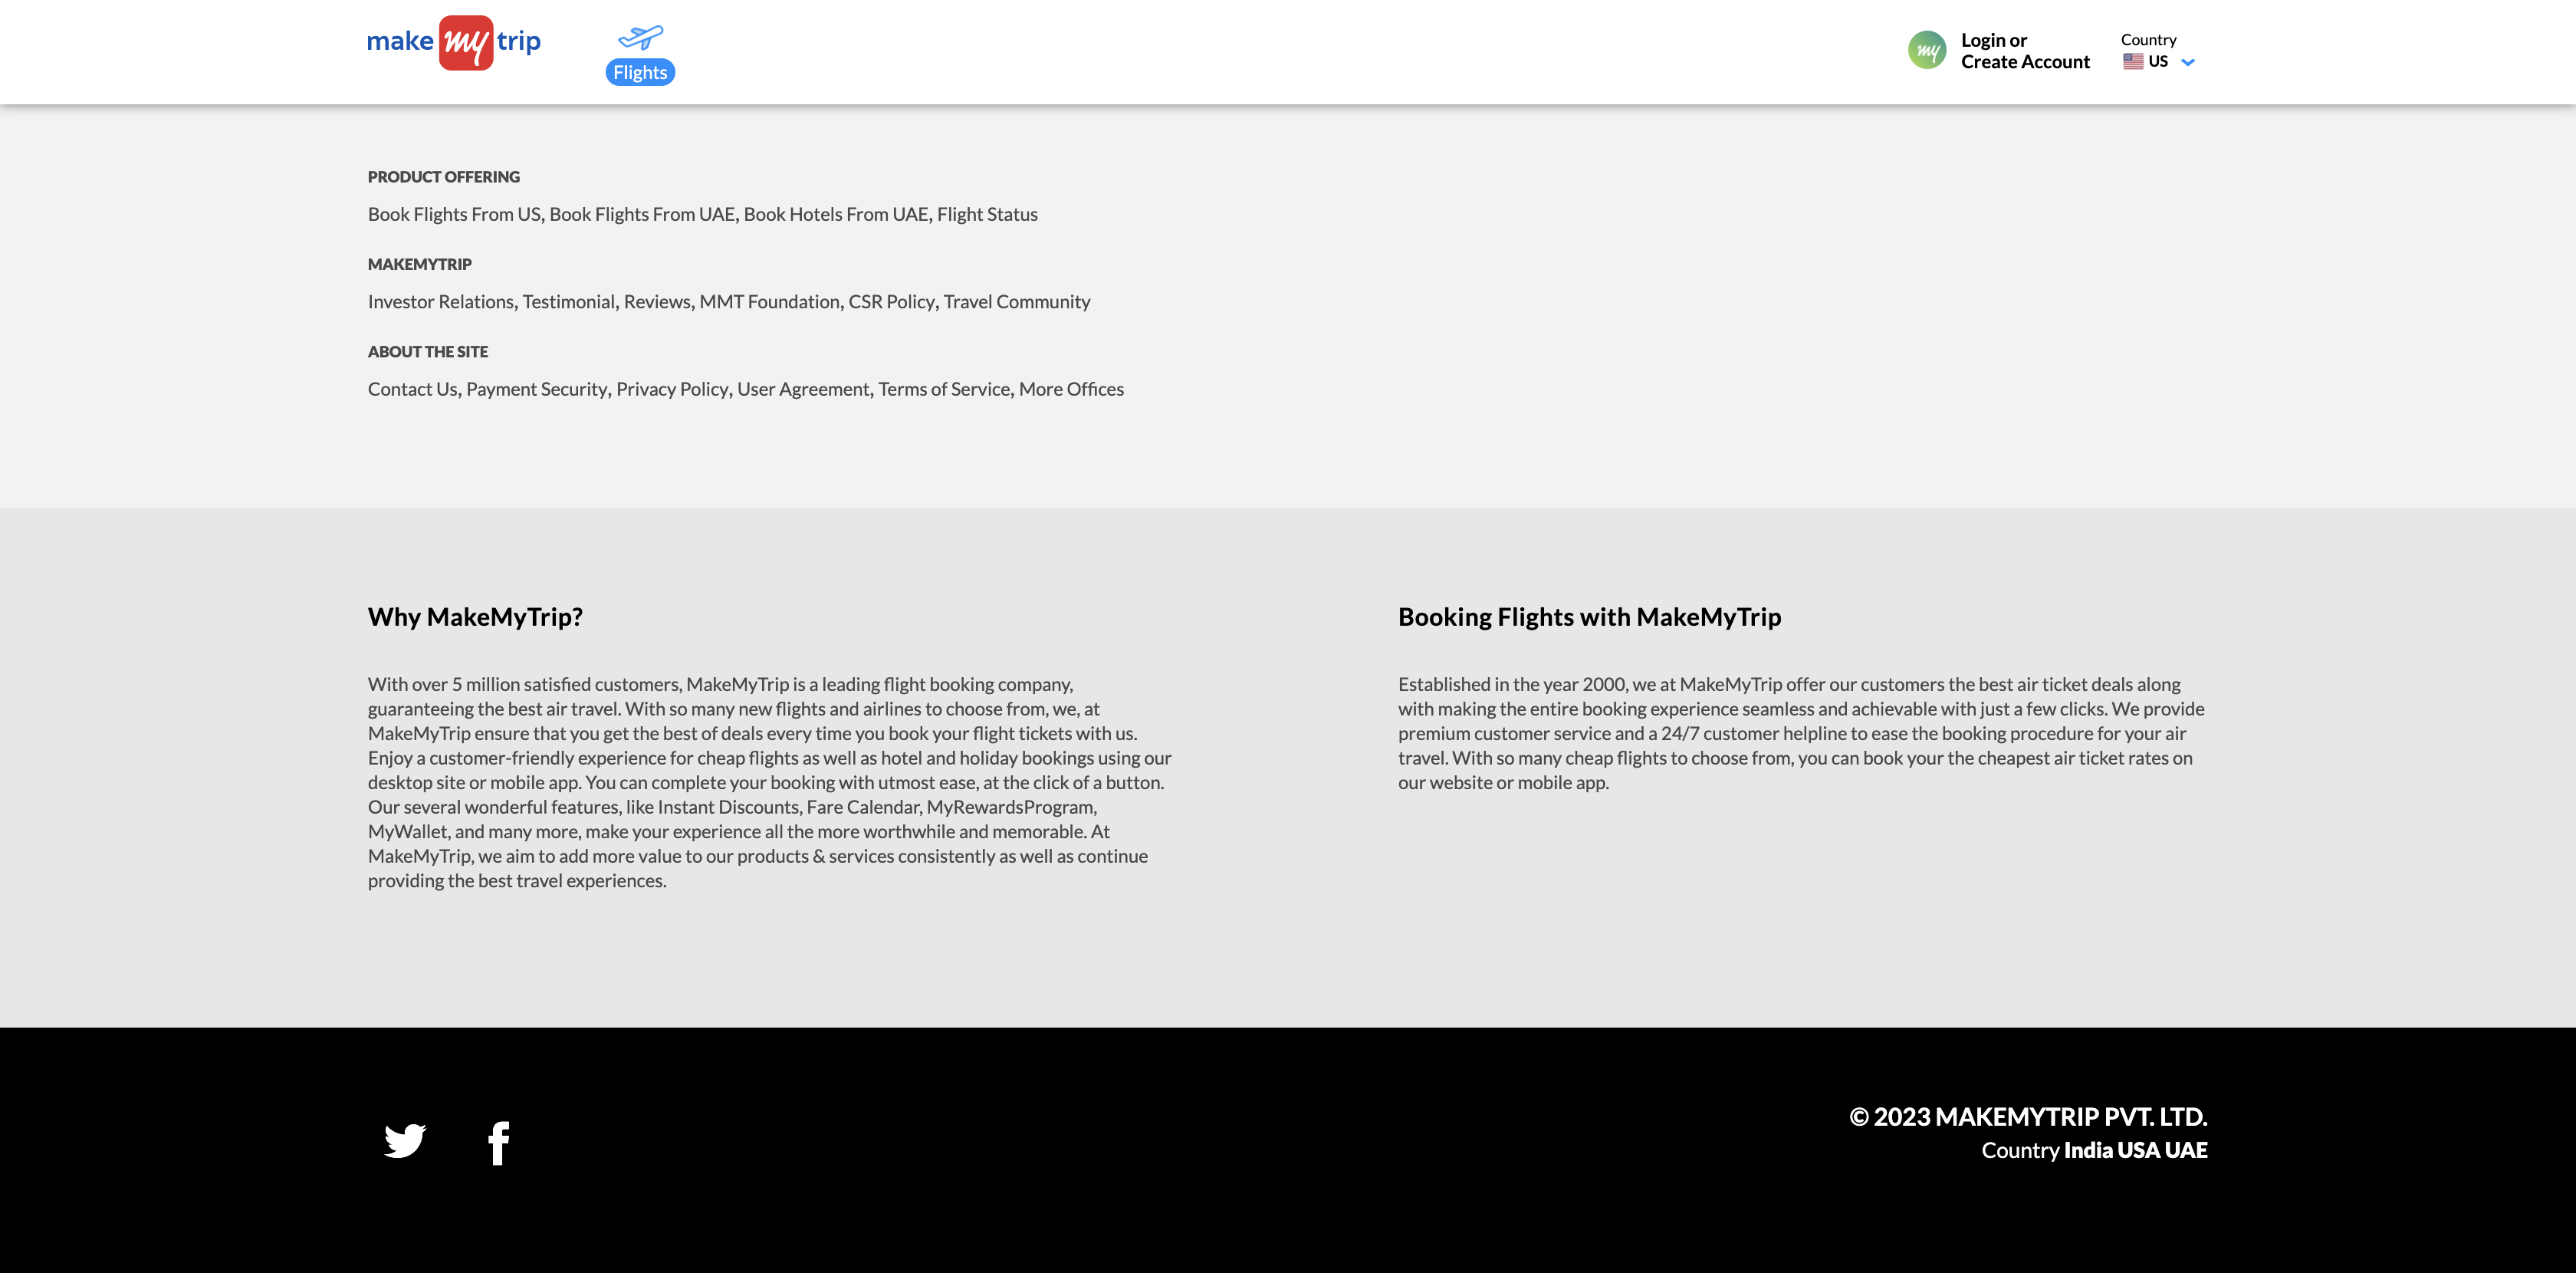 make my trip
Flights
my
Login or
Create Account
Country
US
PRODUCT OFFERING
Book Flights From US, Book Flights From UAE, Book Hotels From UAE, Flight Status
MAKEMYTRIP
Investor Relations, Testimonial, Reviews, MMT Foundation, CSR Policy, Travel Community
ABOUT THE SITE
Contact Us, Payment Security, Privacy Policy, User Agreement, Terms of Service, More Offices
Why MakeMyTrip?
With over 5 million satisfied customers, MakeMyTrip is a leading flight booking company,
guaranteeing the best air travel. With so many new flights and airlines to choose from, we, at
MakeMyTrip ensure that you get the best of deals every time you book your flight tickets with us.
Enjoy a customer-friendly experience for cheap flights as well as hotel and holiday bookings using our
desktop site or mobile app. You can complete your booking with utmost ease, at the click of a button.
Our several wonderful features, like Instant Discounts, Fare Calendar, MyRewardsProgram,
MyWallet, and many more, make your experience all the more worthwhile and memorable. At
MakeMyTrip, we aim to add more value to our products & services consistently as well as continue
providing the best travel experiences.
Booking Flights with MakeMyTrip
Established in the year 2000, we at MakeMyTrip offer our customers the best air ticket deals along
with making the entire booking experience seamless and achievable with just a few clicks. We provide
premium customer service and a 24/7 customer helpline to ease the booking procedure for your air
travel. With so many cheap flights to choose from, you can book your the cheapest air ticket rates on
our website or mobile app.
© 2023 MAKEMYTRIP PVT. LTD.
Country India USA UAE